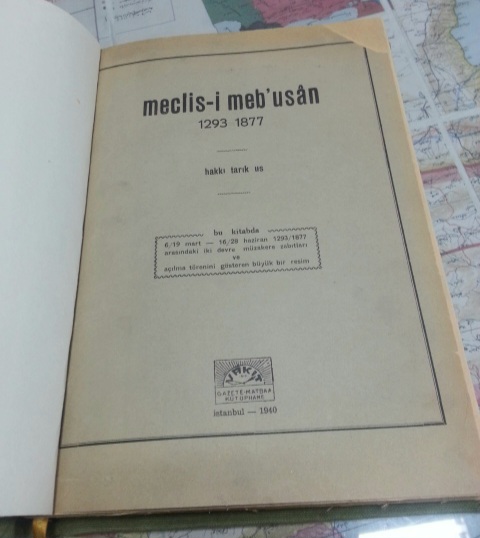 meclis-i meb'usân
1293 1877
hakkı tarık us
bu kitabda
6/19 mart — 16/28 haziran 1293/1877
arasındaki iki devre müzakere zabıtları
ve
açılma törenini gösteren büyük bir resim
VAKIT
GAZETE-MATBAA
KÜTÜPHANE
istanbul — 1940